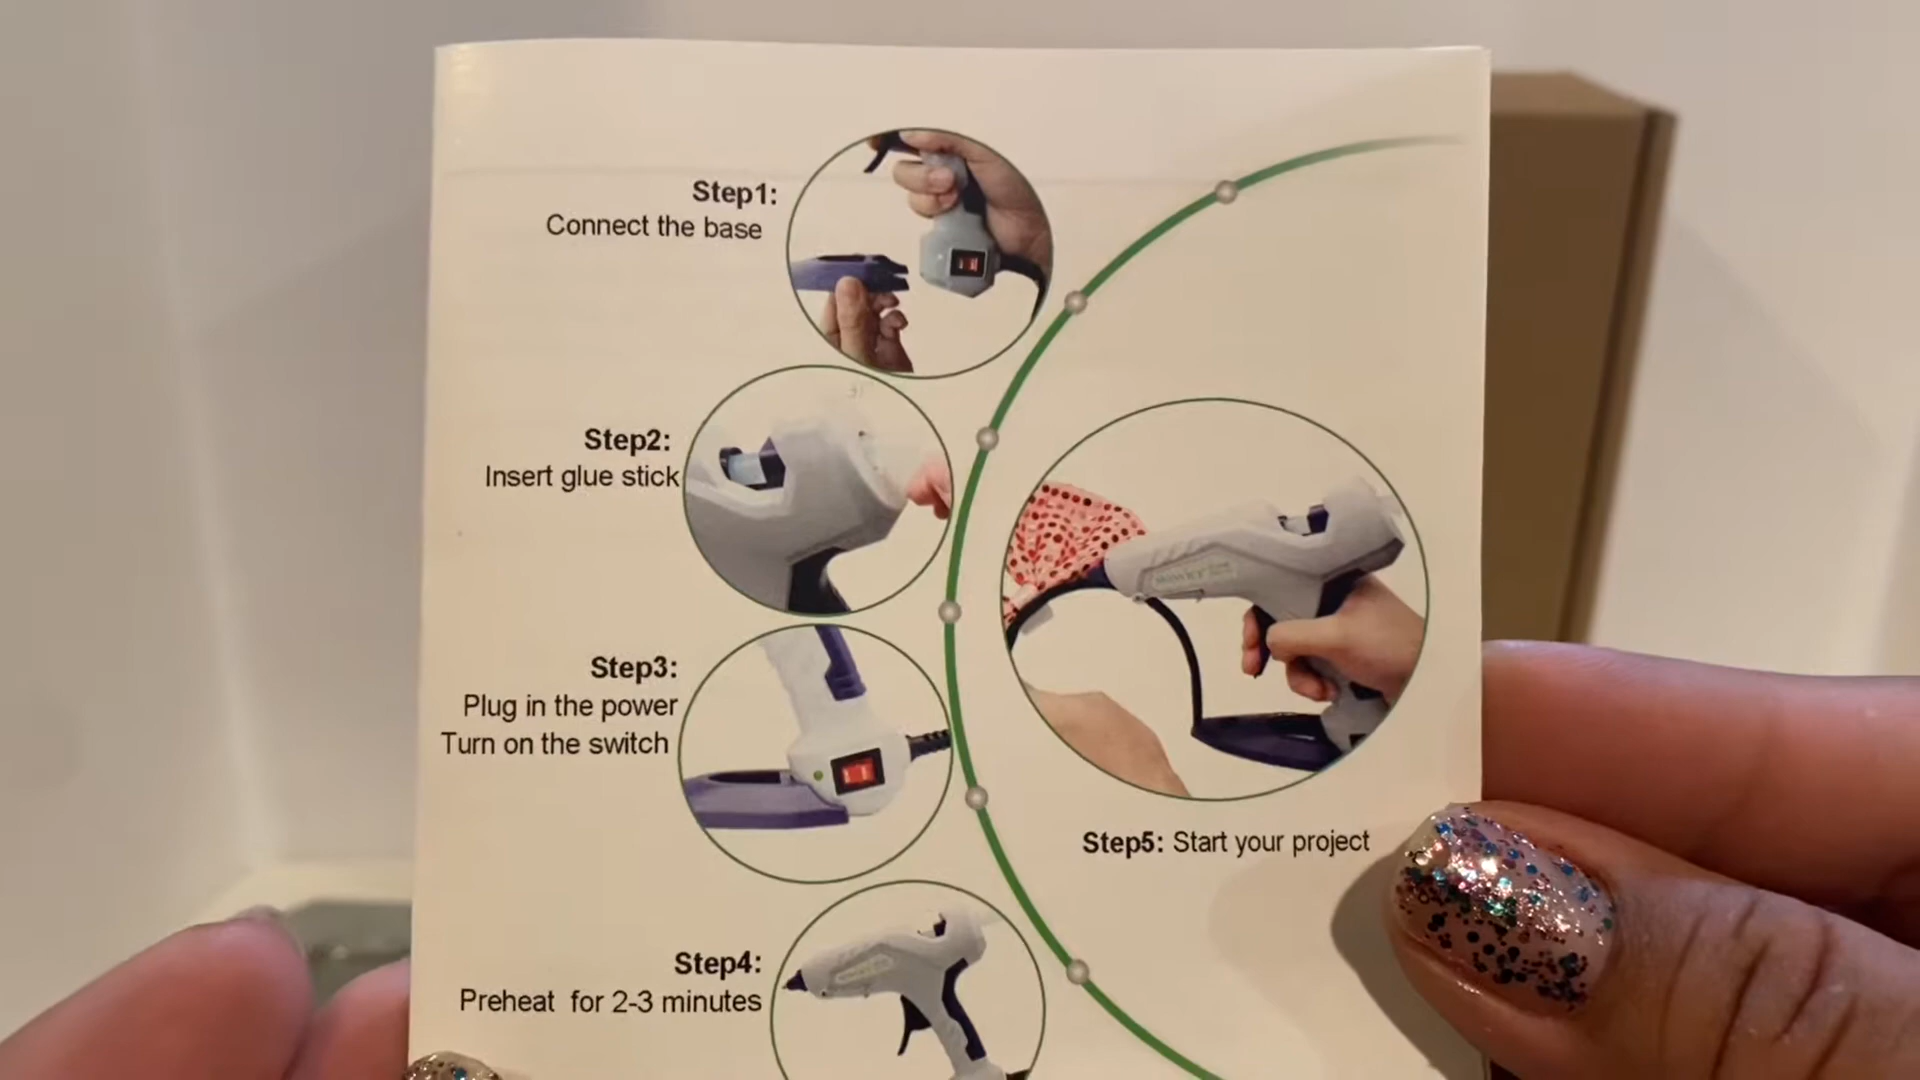 Step1:
Connect the base
Step2:
Insert glue stick
Step3:
Plug in the power
Turn on the switch
Step4:
Preheat for 2-3 minutes
Step5: Start your project